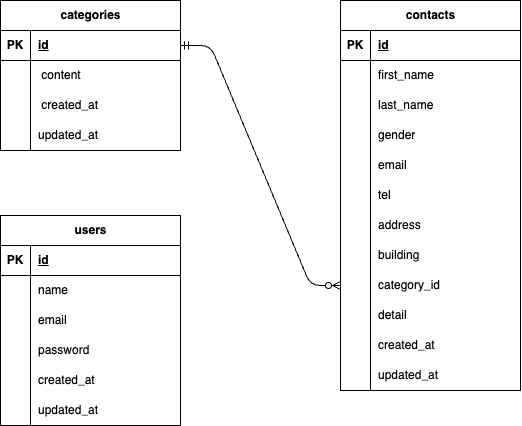 categories
PK id
content
created_at
updated_at
contacts
PK id
first_name
last_name
gender
email
tel
address
building
category_id
detail
created_at
updated_at
users
PK id
name
email
password
created_at
updated_at